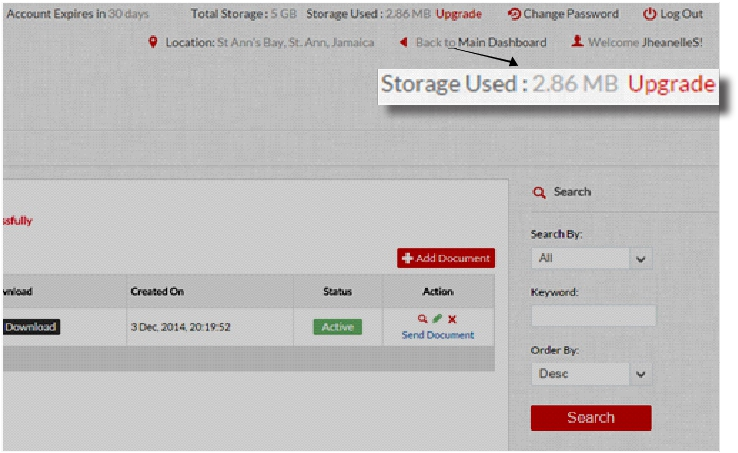 Account Expires in 30 days Total Storage : 5 GB Storage Used : 2.86 MB Upgrade Change Password Log Out
Location: St Ann's Bay, St. Ann, Jamaica Back to Main Dashboard Welcome JheanelleS!
Storage Used : 2.86 MB Upgrade
Search
ssfully
Search By:
Add Document
All
wnload Created On Status Action
Keyword:
Download 3 Dec, 2014, 20:19:52 Active
Send Document
Order By:
Desc
Search